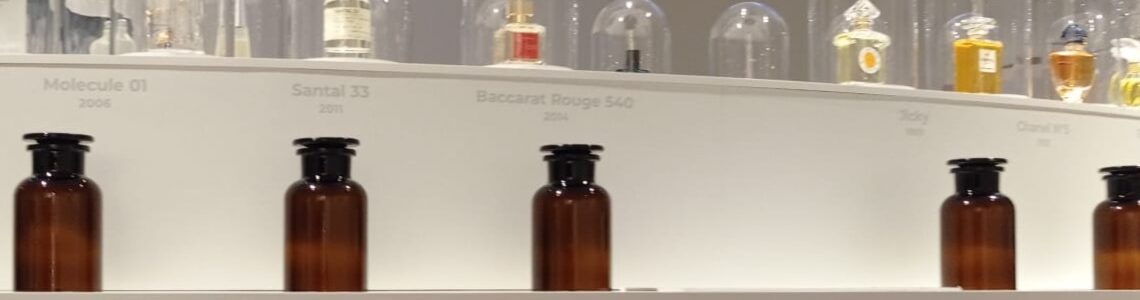 Molecule 01
2006
Santal 33
2011
Baccarat Rouge 540
2014
Jicky
Chanel N°5